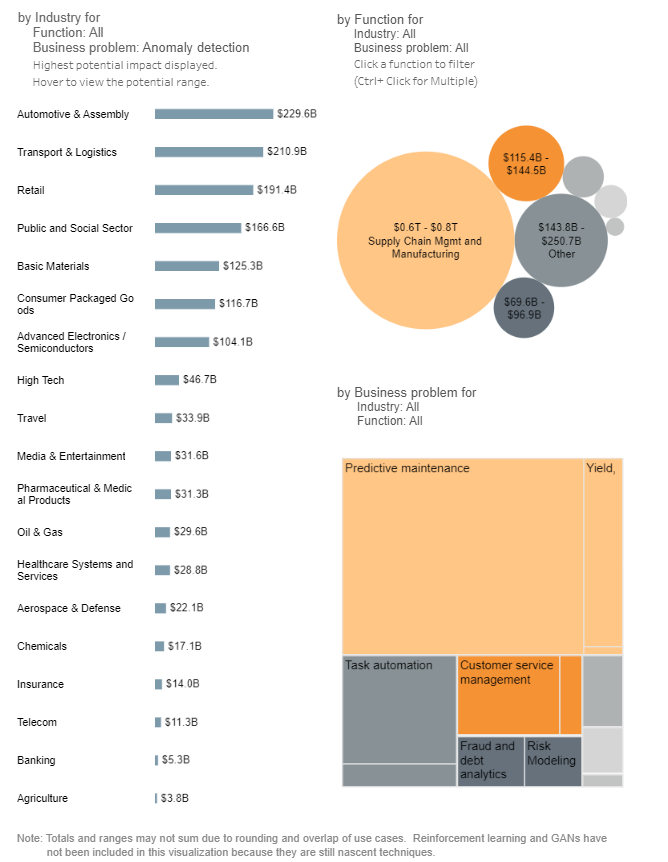 by Industry for
Function: All
Business problem: Anomaly detection
Highest potential impact displayed.
Hover to view the potential range.
Automotive & Assembly $229.6B
Transport & Logistics $210.9B
Retail $191.4B
Public and Social Sector $166.6B
Basic Materials $125.3B
Consumer Packaged Go
ods $116.7B
Advanced Electronics /
Semiconductors $104.1B
High Tech $46.7B
Travel $33.9B
Media & Entertainment $31.6B
Pharmaceutical & Medic
al Products $31.3B
Oil & Gas $29.6B
Healthcare Systems and
Services $28.8B
Aerospace & Defense $22.1B
Chemicals $17.1B
Insurance $14.0B
Telecom $11.3B
Banking $5.3B
Agriculture $3.8B
by Function for
Industry: All
Business problem: All
Click a function to filter
(Ctrl+ Click for Multiple)
$115.4B -
$144.5B
$0.6T - $0.8T
Supply Chain Mgmt and
Manufacturing
$143.8B -
$250.7B
Other
$69.6B -
$96.9B
by Business problem for
Industry: All
Function: All
Predictive maintenance
Yield,
Task automation
Customer service
management
Fraud and
debt
analytics
Risk
Modeling
Note: Totals and ranges may not sum due to rounding and overlap of use cases. Reinforcement learning and GANs have
not been included in this visualization because they are still nascent techniques.